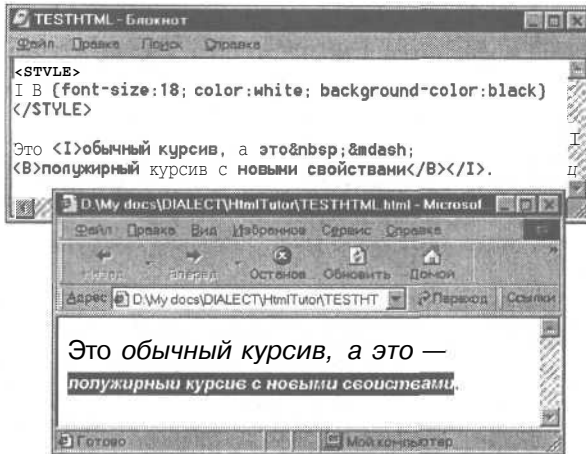 TESTHTML - Блокнот
Файл Правка Поиск Справка
<STYLE>
I B {font-size:18; color:white; background-color:black}
</STYLE>
Это <I>обычный курсив, а это&nbsp;&mdash;
<B>полужирный курсив с новыми свойствами</B></I>.
D:\My docs\DIALECT\HtmlTutor\TESTHTML.html - Microsof
Файл Вид Избранное Сервис Справка
Назад Вперед Останов Обновить Домой
Адрес D:\My docs\DIALECT\HtmlTutor\TESTHT Переход Ссылки
Это обычный курсив, а это —
полужирный курсив с новыми свойствами.
Готово Мой компьютер